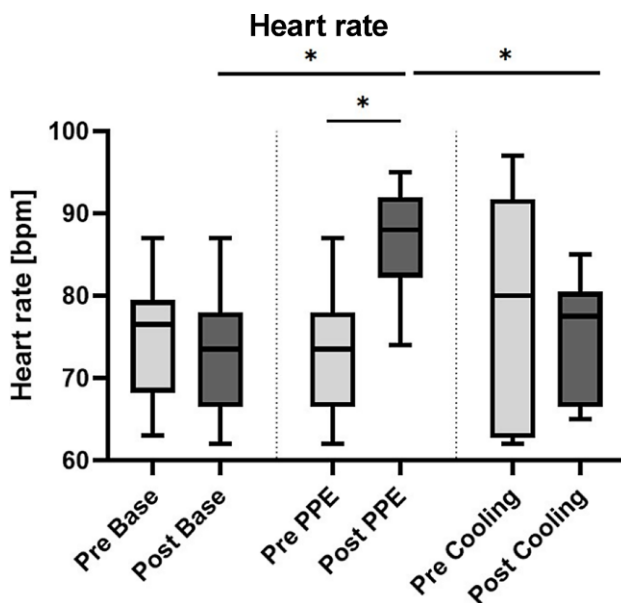 Heart rate
*
*
*
100
90
80
70
60
Heart rate [bpm]
Pre Base
Post Base
Pre PPE
Post PPE
Pre Cooling
Post Cooling